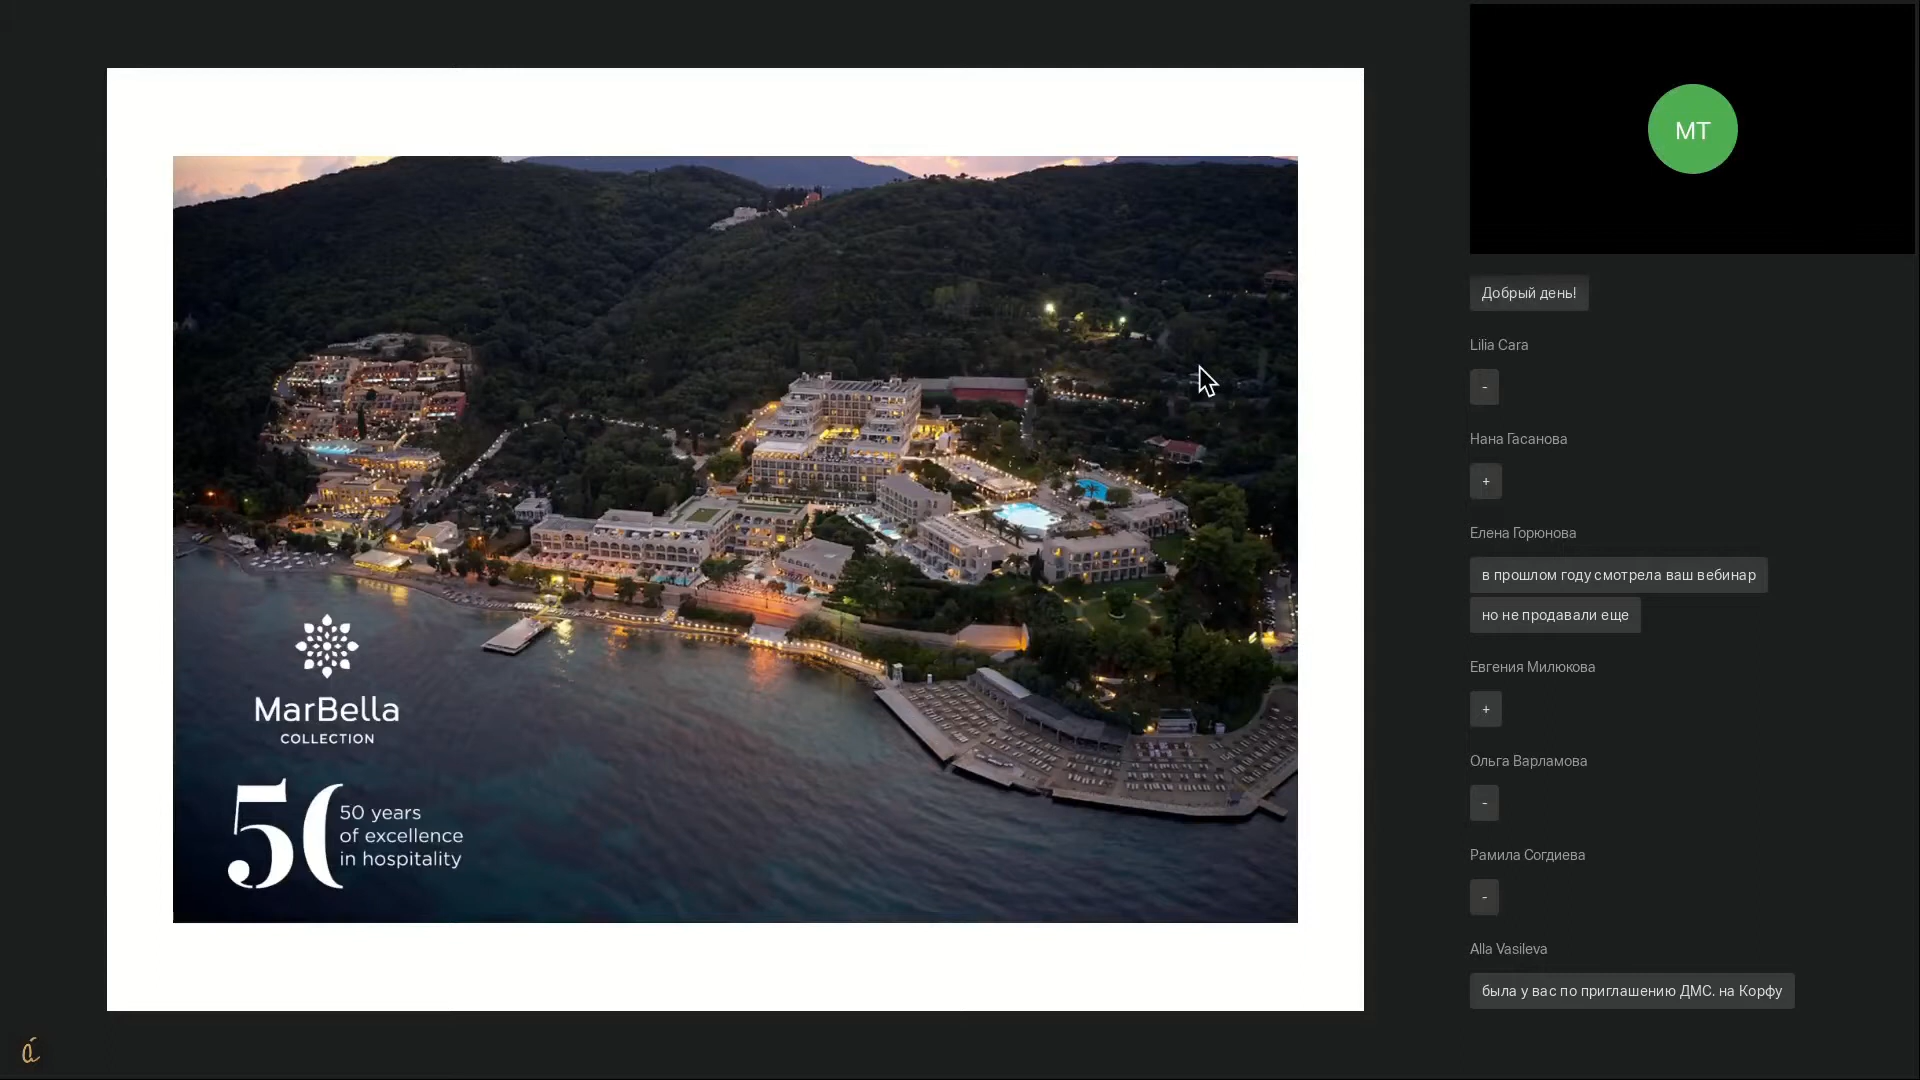 MarBella
COLLECTION
50
50 years
of excellence
in hospitality
MT
Добрый день!
Lilia Cara
-
Нана Гасанова
+
Елена Горюнова
в прошлом году смотрела ваш вебинар
но не продавали еще
Евгения Милюкова
+
Ольга Варламова
-
Рамила Согдиева
-
Alla Vasileva
была у вас по приглашению ДМС. на Корфу
á